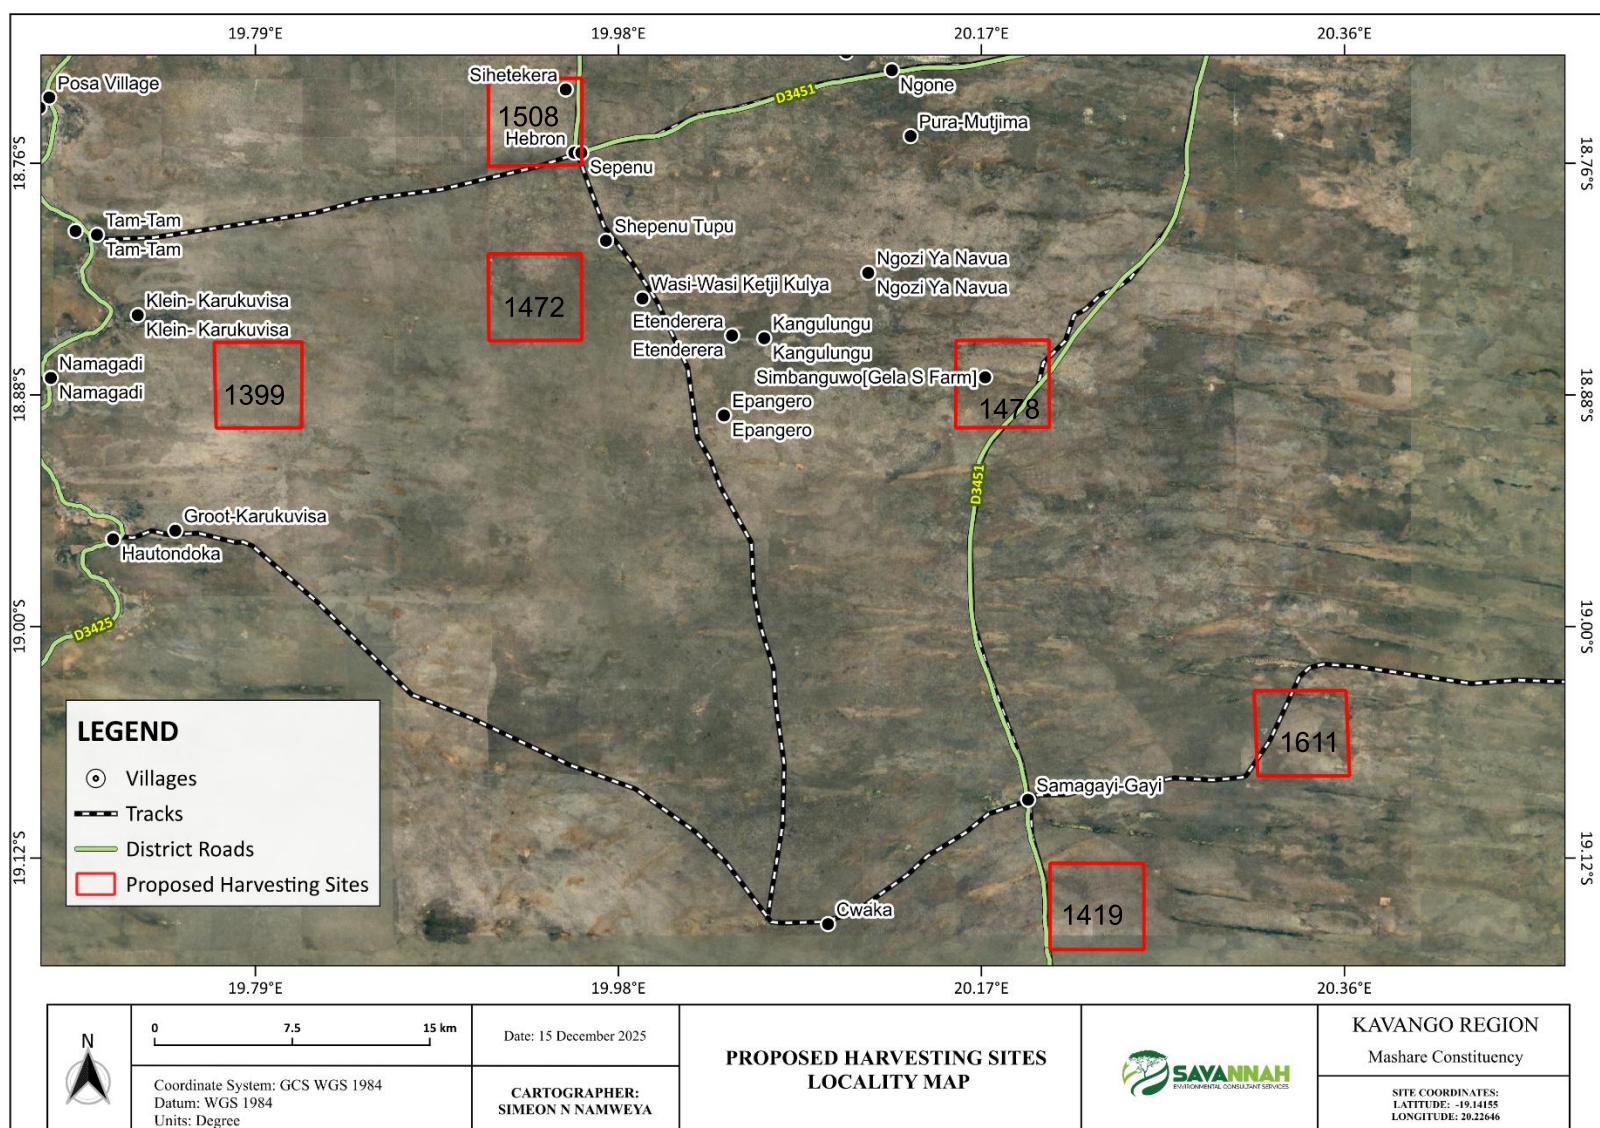 19.79°E
19.98°E
20.17°E
20.36°E
Posa Village
Sihetekera
1508
Hebron
Sepenu
D3451
Ngone
Pura-Mutjima
18.76°S
18.76°S
Tam-Tam
Tam-Tam
Shepenu Tupu
Klein- Karukuvisa
Klein- Karukuvisa
1472
Wasi-Wasi Ketji Kulya
Ngozi Ya Navua
Ngozi Ya Navua
Etenderera
Etenderera
Kangulungu
Kangulungu
Namagadi
Namagadi
1399
Simbanguwo[Gela S Farm]
1478
18.88°S
18.88°S
Epangero
Epangero
D3451
Groot-Karukuvisa
Hautondoka
D3425
19.00°S
19.00°S
1611
Samagayi-Gayi
19.12°S
19.12°S
1419
Cwaka
LEGEND
Villages
Tracks
District Roads
Proposed Harvesting Sites
19.79°E
19.98°E
20.17°E
20.36°E
N
0 7.5 15 km
Coordinate System: GCS WGS 1984
Datum: WGS 1984
Units: Degree
Date: 15 December 2025
CARTOGRAPHER:
SIMEON N NAMWEYA
PROPOSED HARVESTING SITES
LOCALITY MAP
SAVANNAH
ENVIRONMENTAL CONSULTANT SERVICES
KAVANGO REGION
Mashare Constituency
SITE COORDINATES:
LATITUDE: -19.14155
LONGITUDE: 20.22646